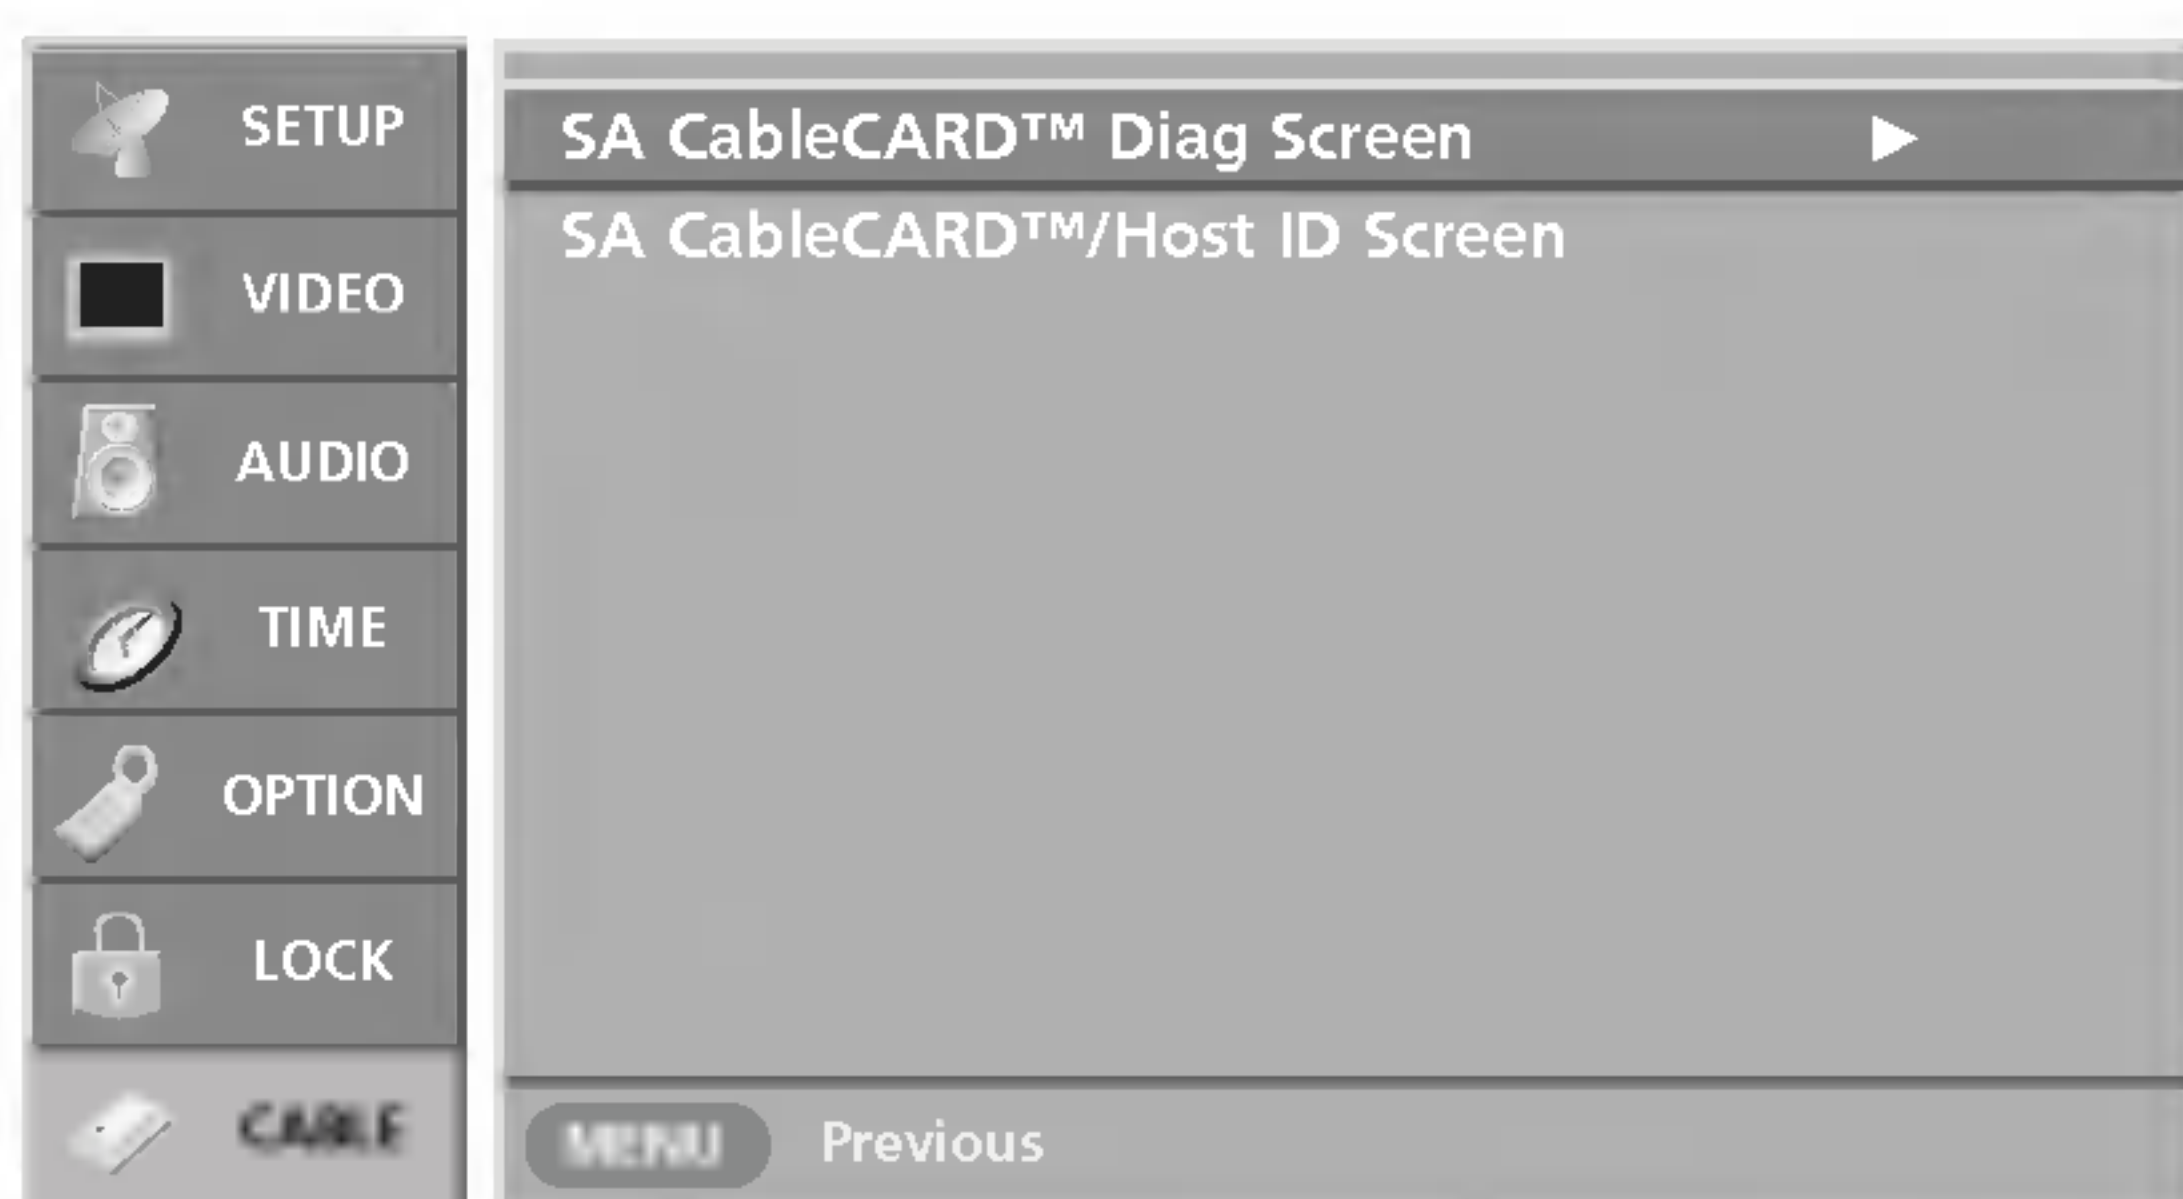 SETUP
VIDEO
AUDIO
TIME
OPTION
LOCK
CABLE
SA CableCARD™ Diag Screen
SA CableCARD™/Host ID Screen
MENU Previous